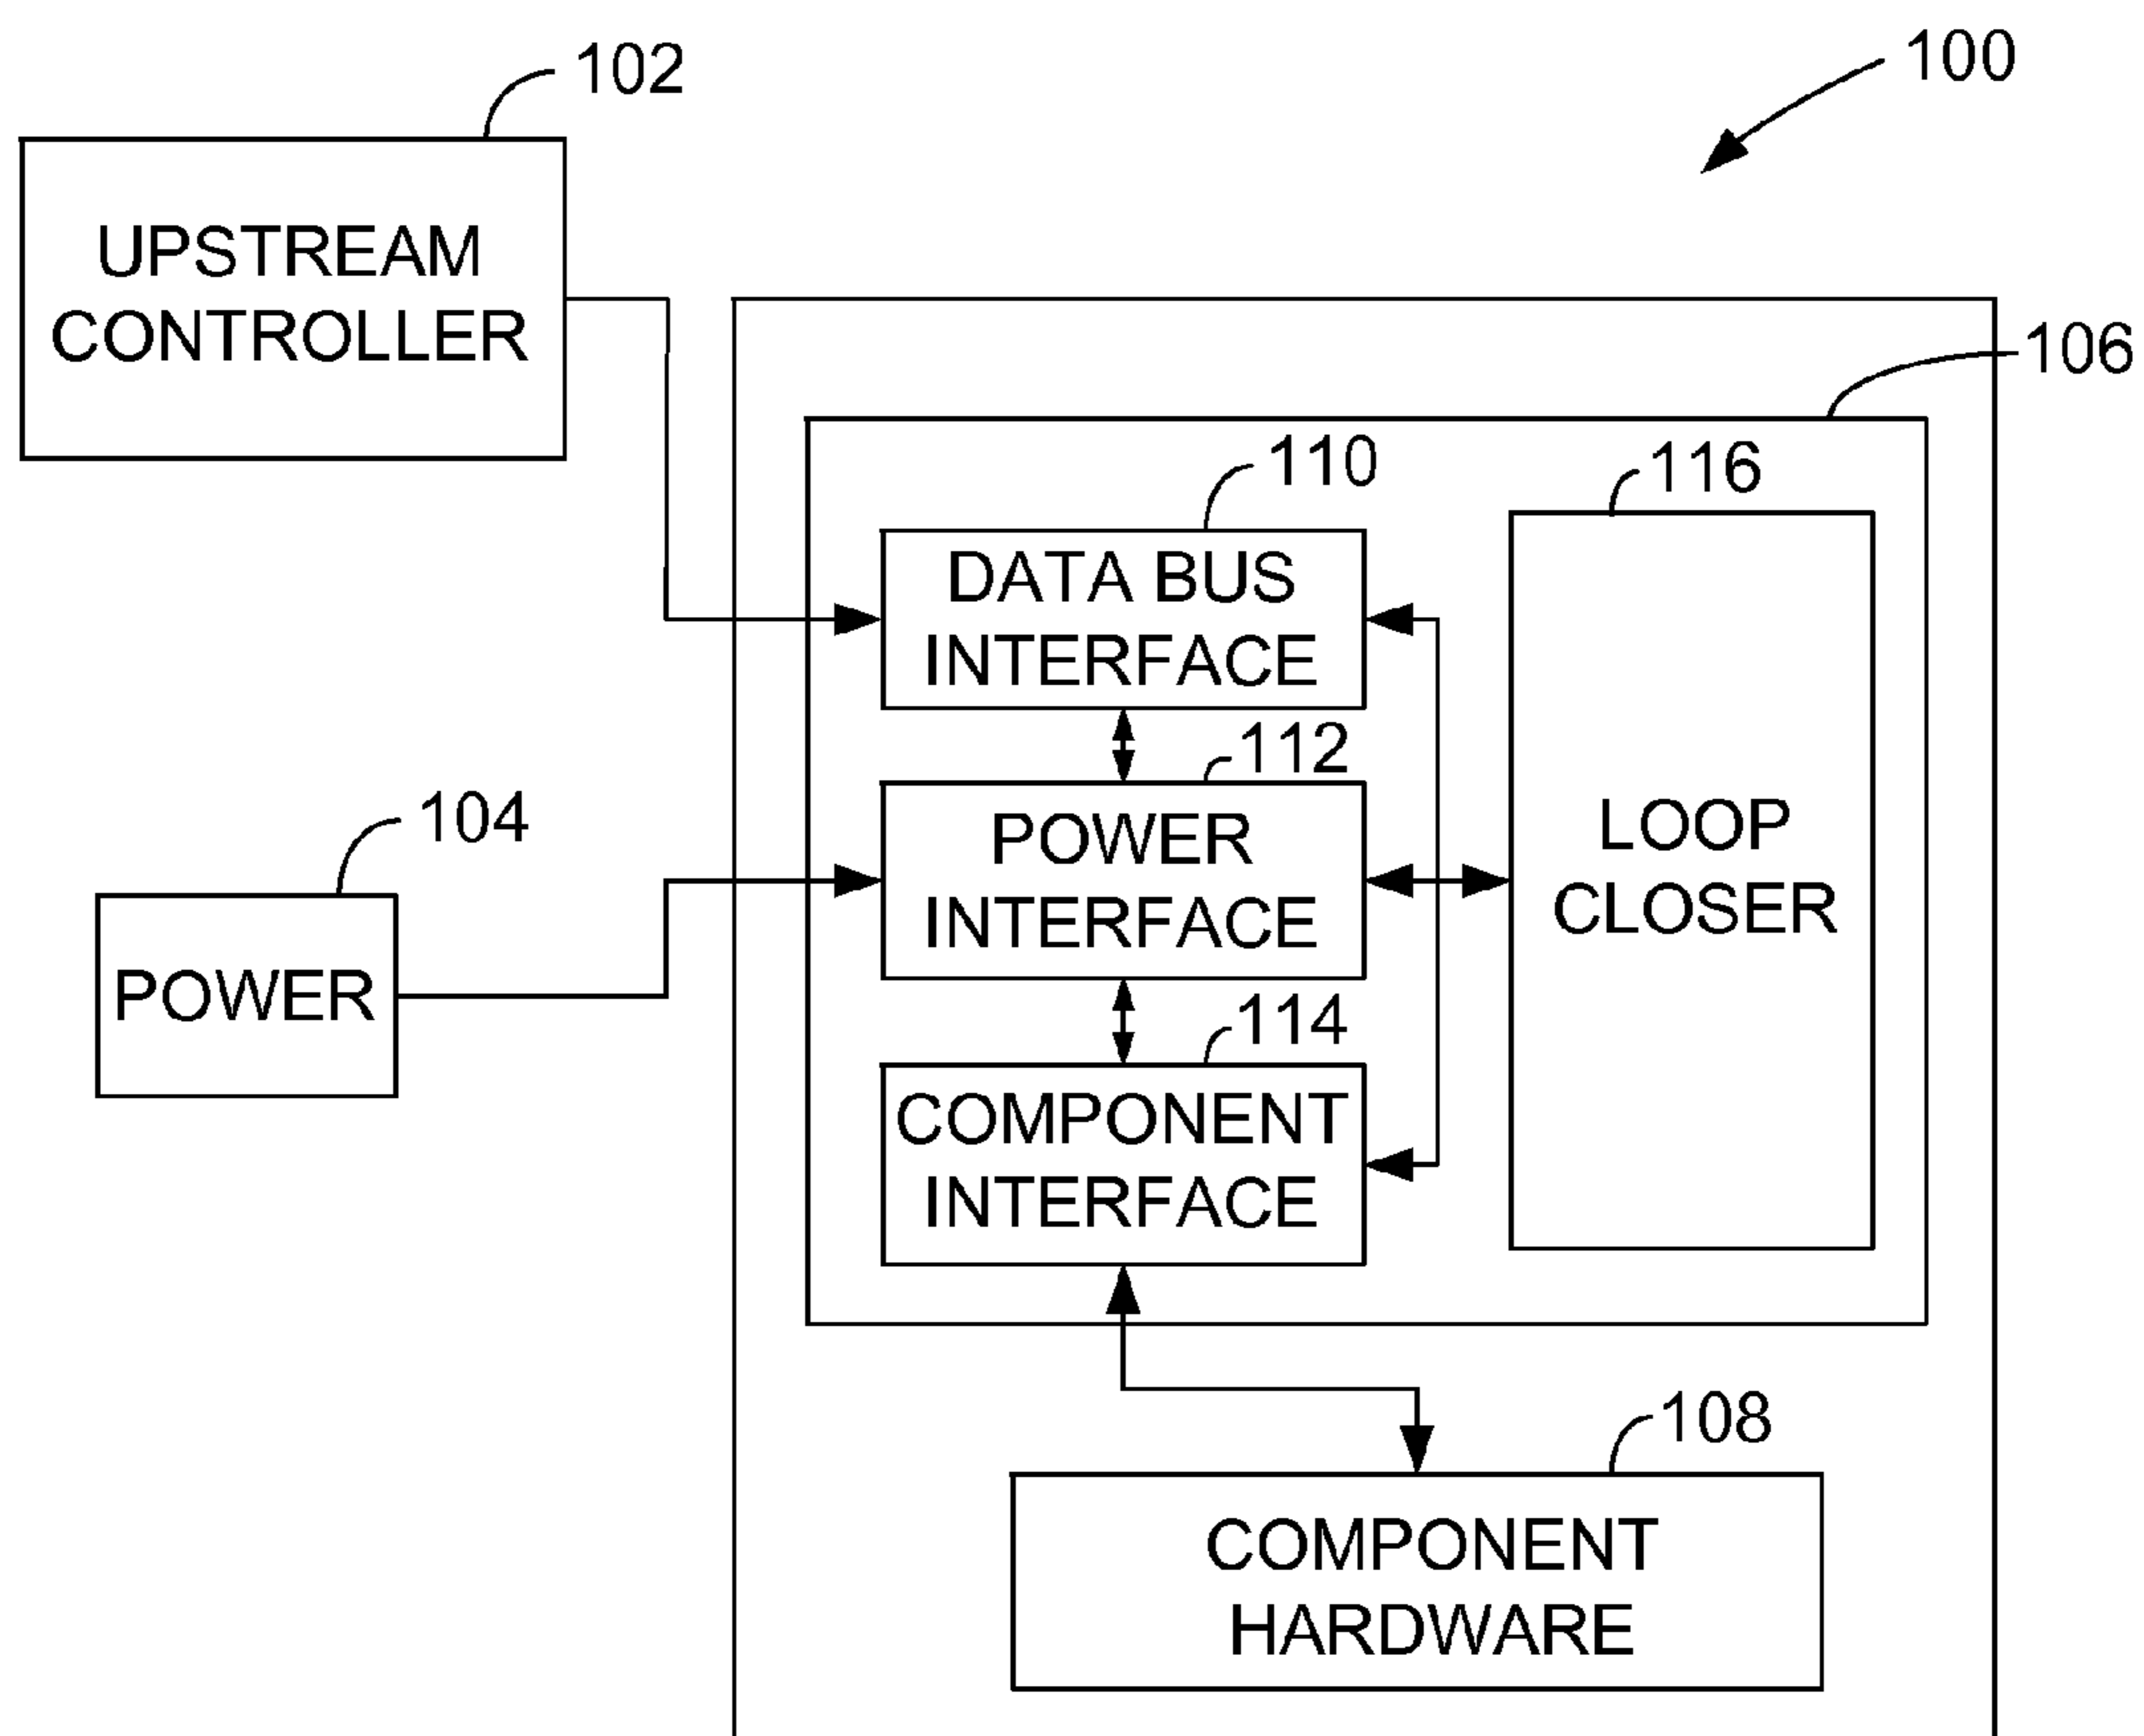 102
100
UPSTREAM
CONTROLLER
106
110
116
DATA BUS
INTERFACE
112
104
POWER
INTERFACE
LOOP
CLOSER
POWER
114
COMPONENT
INTERFACE
108
COMPONENT
HARDWARE